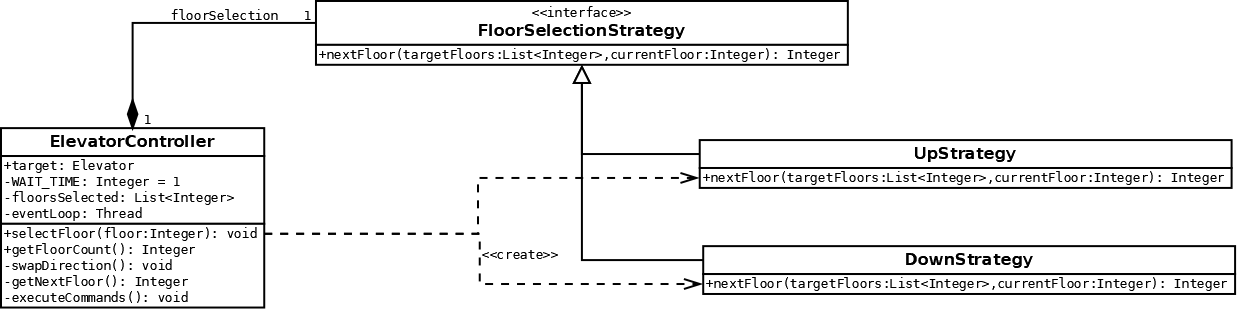 floorSelection 1
<<interface>>
FloorSelectionStrategy
+nextFloor(targetFloors:List<Integer>,currentFloor:Integer): Integer
1
ElevatorController
+target: Elevator
-WAIT_TIME: Integer = 1
-floorsSelected: List<Integer>
-eventLoop: Thread
+selectFloor(floor:Integer): void
+getFloorCount(): Integer
-swapDirection(): void
-getNextFloor(): Integer
-executeCommands(): void
<<create>>
UpStrategy
+nextFloor(targetFloors:List<Integer>,currentFloor:Integer): Integer
DownStrategy
+nextFloor(targetFloors:List<Integer>,currentFloor:Integer): Integer